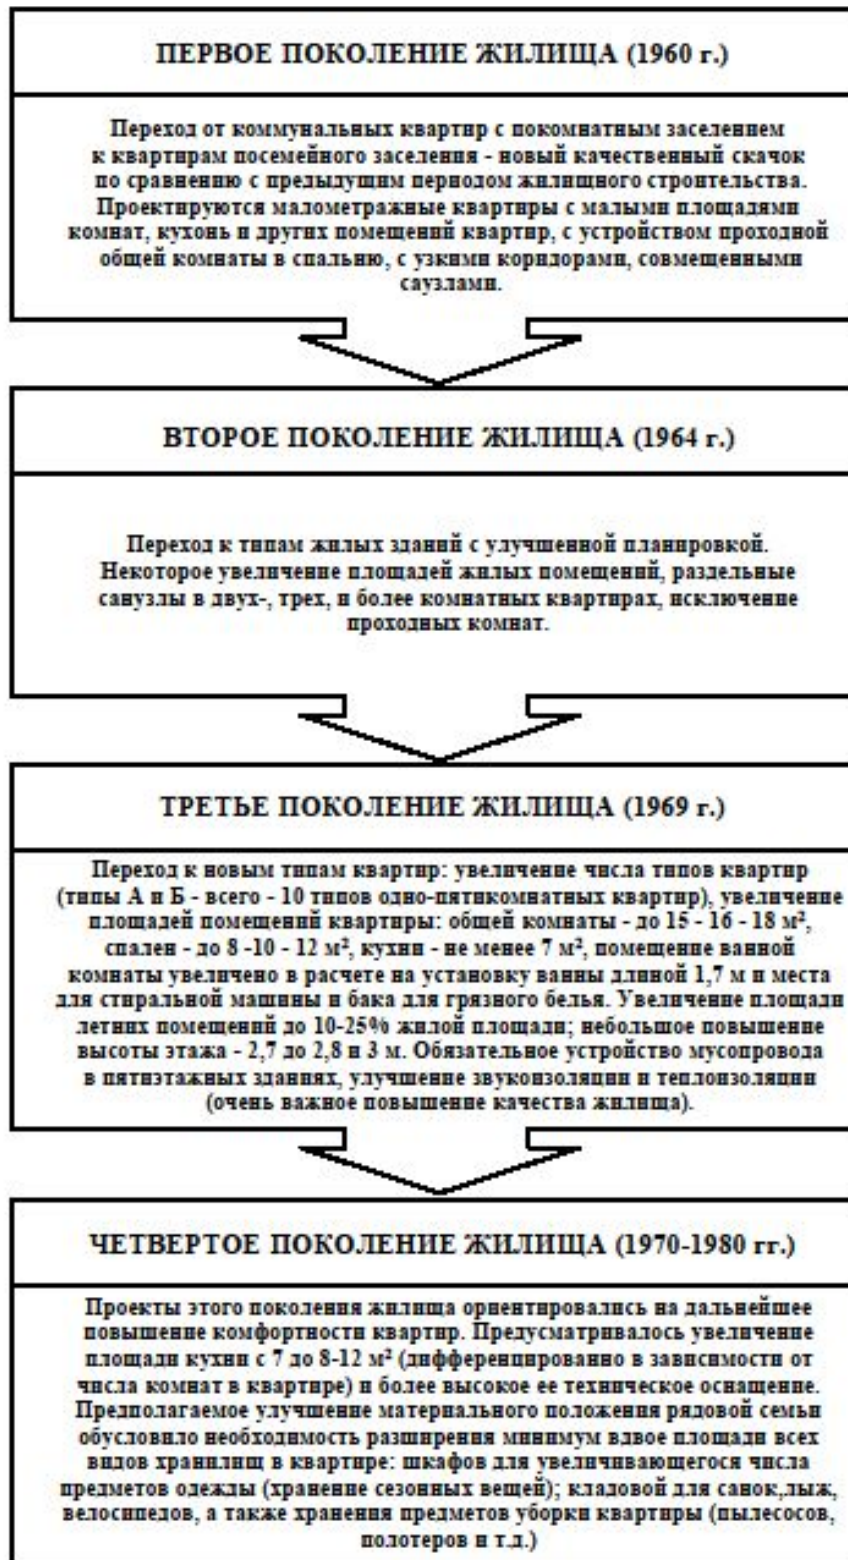 ПЕРВОЕ ПОКОЛЕНИЕ ЖИЛИЩА (1960 г.)
Переход от коммунальных квартир с покомнатным заселением
к квартирам посемейного заселения - новый качественный скачок
по сравнению с предыдущим периодом жилищного строительства.
Проектируются малометражные квартиры с малыми площадями
комнат, кухонь и других помещений квартир, с устройством проходной
общей комнаты в спальню, с узкими коридорами, совмещенными
саузлами.
ВТОРОЕ ПОКОЛЕНИЕ ЖИЛИЩА (1964 г.)
Переход к типам жилых зданий с улучшенной планировкой.
Некоторое увеличение площадей жилых помещений, раздельные
санузлы в двух-, трех, и более комнатных квартирах, исключение
проходных комнат.
ТРЕТЬЕ ПОКОЛЕНИЕ ЖИЛИЩА (1969 г.)
Переход к новым типам квартир: увеличение числа типов квартир
(типы А и Б - всего - 10 типов одно-пятикомнатных квартир), увеличение
площадей помещений квартиры: общей комнаты - до 15 - 16 - 18 м²,
спален - до 8 -10 - 12 м², кухни - не менее 7 м², помещение ванной
комнаты увеличено в расчете на установку ванны длиной 1,7 м и места
для стиральной машины и бака для грязного белья. Увеличение площади
летних помещений до 10-25% жилой площади; небольшое повышение
высоты этажа - 2,7 до 2,8 и 3 м. Обязательное устройство мусопровода
в пятиэтажных зданиях, улучшение звукоизоляции и теплоизоляции
(очень важное повышение качества жилища).
ЧЕТВЕРТОЕ ПОКОЛЕНИЕ ЖИЛИЩА (1970-1980 гг.)
Проекты этого поколения жилища ориентировались на дальнейшее
повышение комфортности квартир. Предусматривалось увеличение
площади кухни с 7 до 8-12 м² (дифференцированно в зависимости от
числа комнат в квартире) и более высокое ее техническое оснащение.
Предполагаемое улучшение материального положения рядовой семьи
обусловило необходимость разширения минимум вдвое площади всех
видов хранилищ в квартире: шкафов для увеличивающегося числа
предметов одежды (хранение сезонных вещей); кладовой для санок,лыж,
велосипедов, а также хранения предметов уборки квартиры (пылесосов,
полотеров и т.д.)